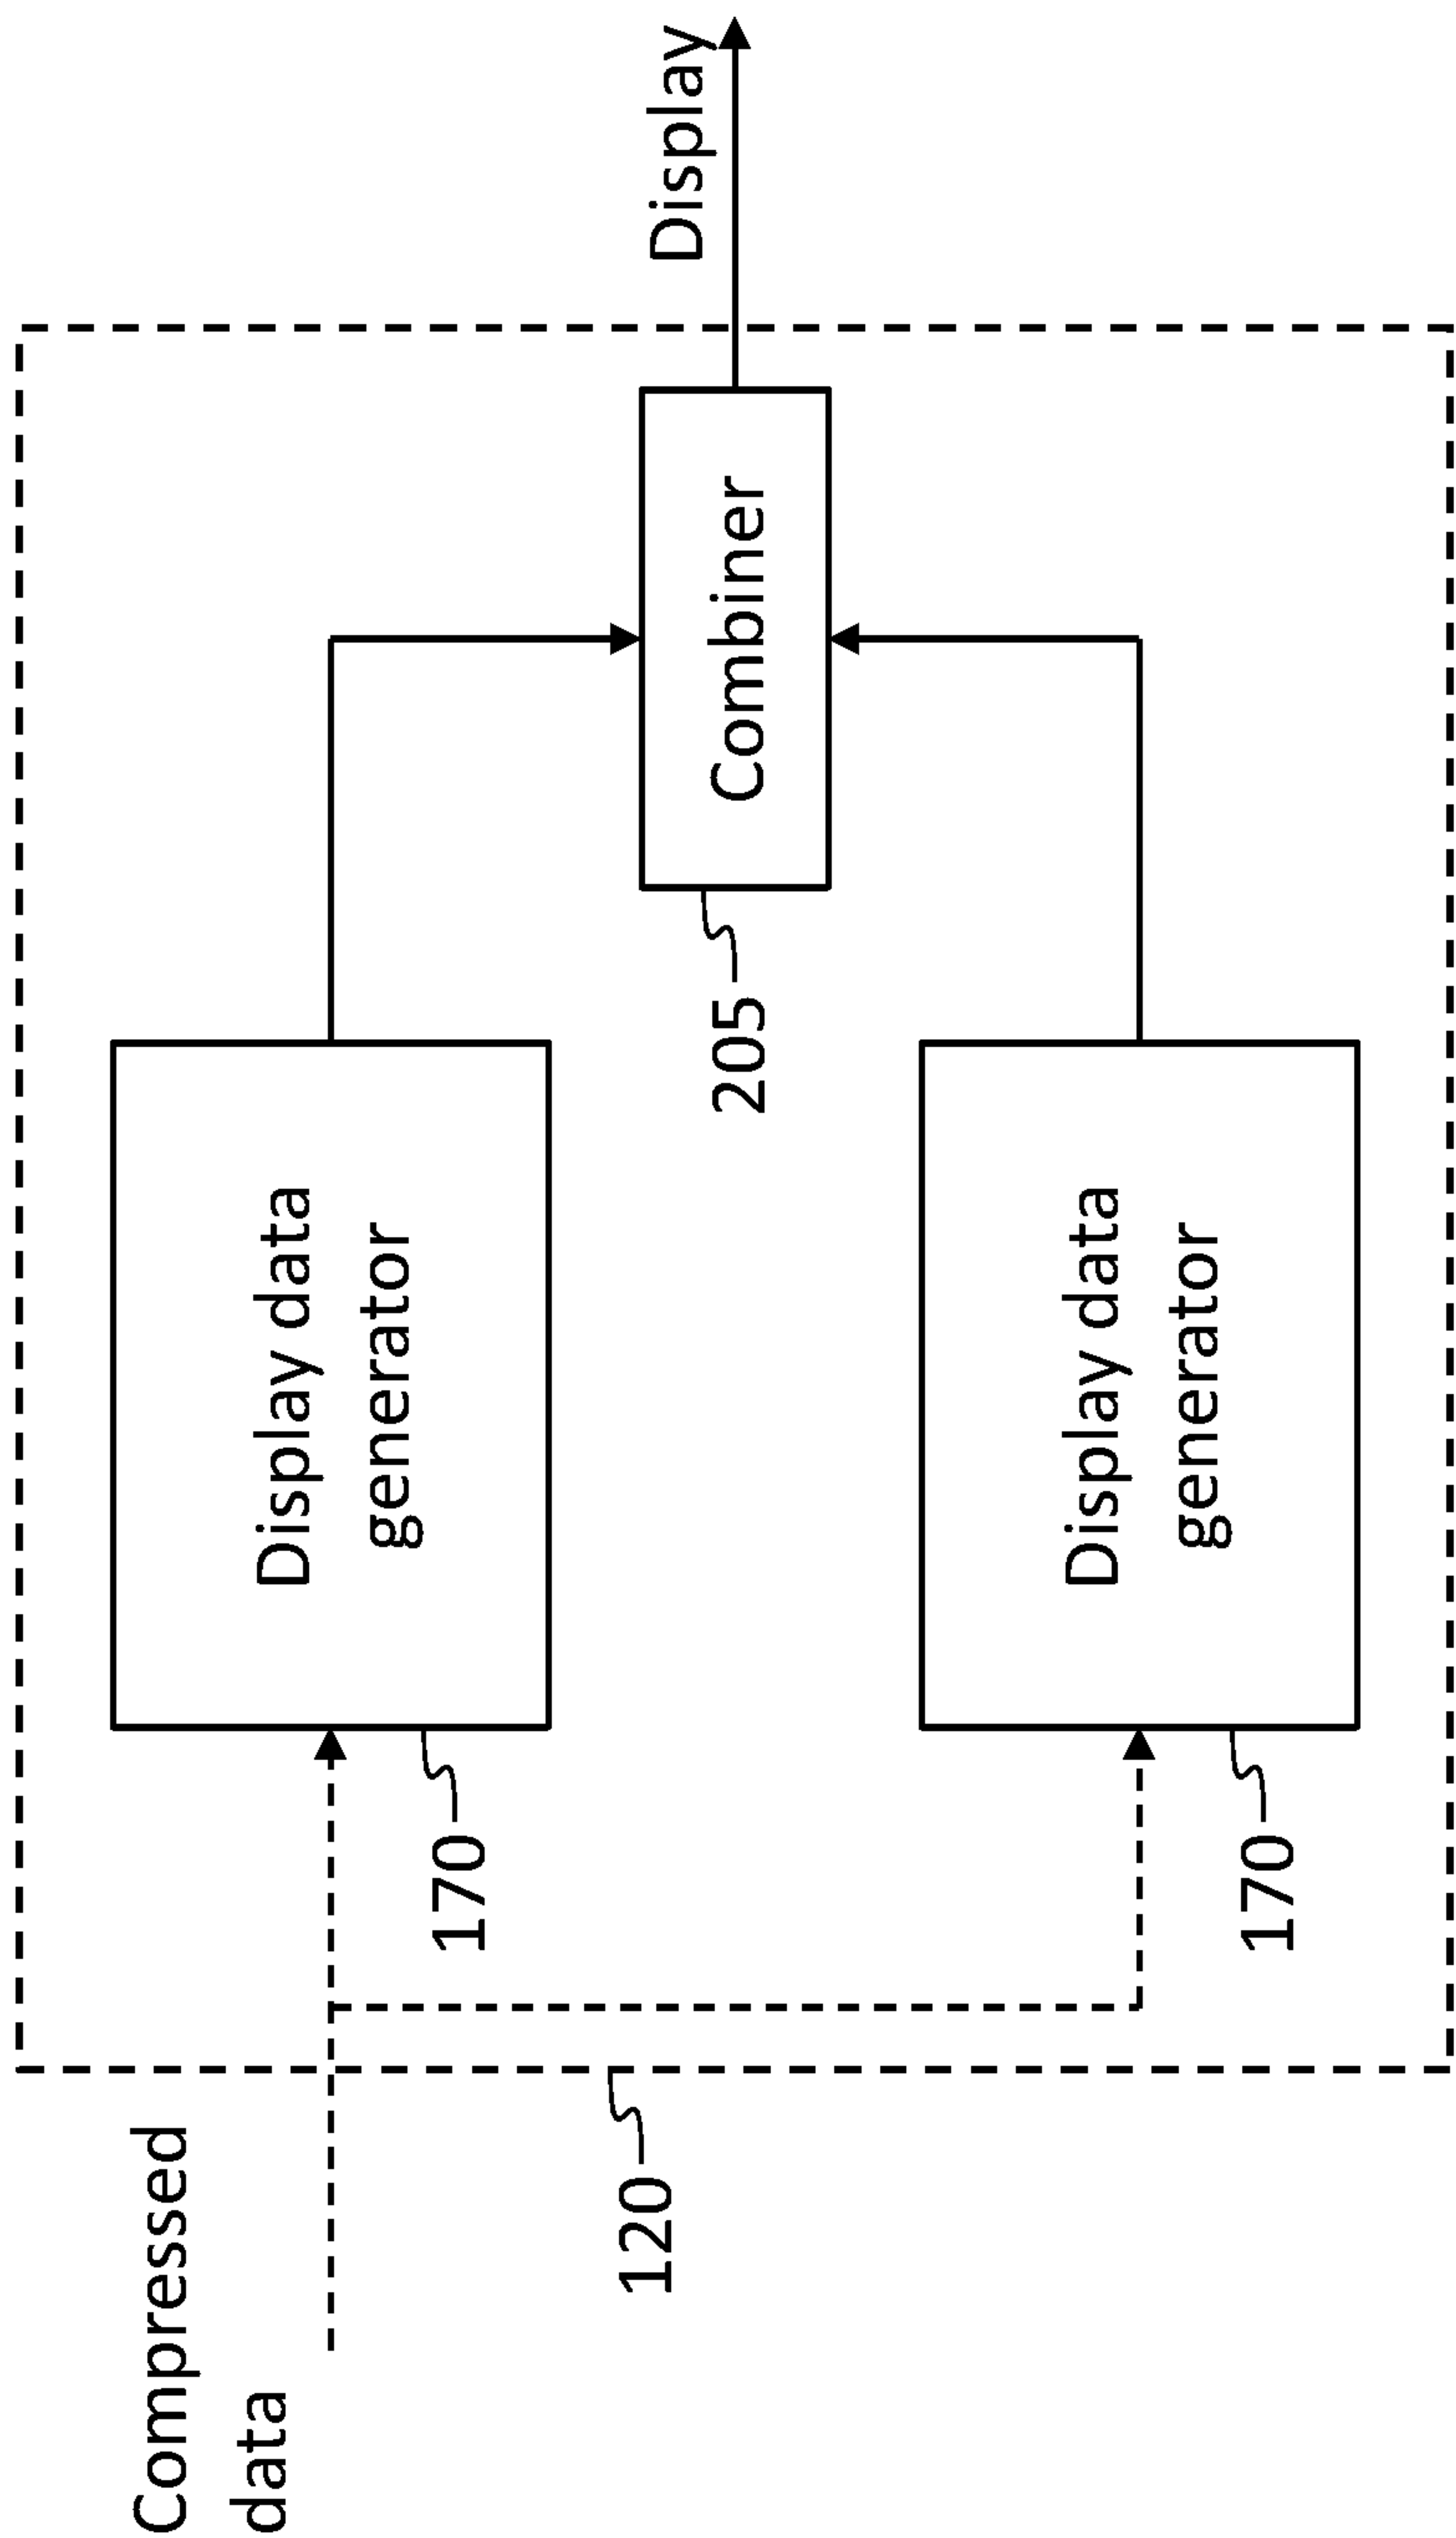 Compressed
data
120
170
Display data
generator
170
Display data
generator
205
Combiner
Display